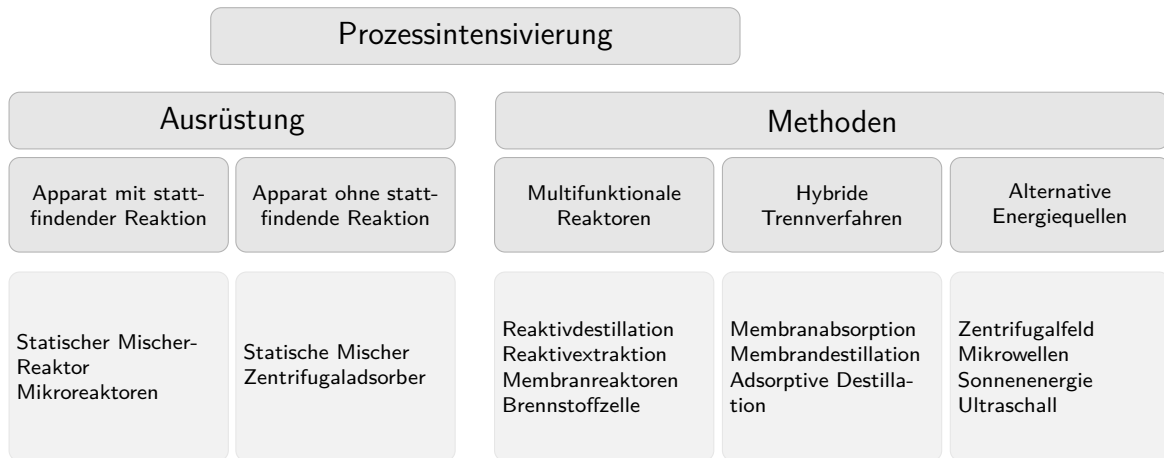 Prozessintensivierung
Ausrüstung
Methoden
Apparat mit statt-
findender Reaktion
Apparat ohne statt-
findende Reaktion
Multifunktionale
Reaktoren
Hybride
Trennverfahren
Alternative
Energiequellen
Statischer Mischer-
Reaktor
Mikroreaktoren
Statische Mischer
Zentrifugaladsorber
Reaktivdestillation
Reaktivextraktion
Membranreaktoren
Brennstoffzelle
Membranabsorption
Membrandestillation
Adsorptive Destilla-
tion
Zentrifugalfeld
Mikrowellen
Sonnenenergie
Ultraschall